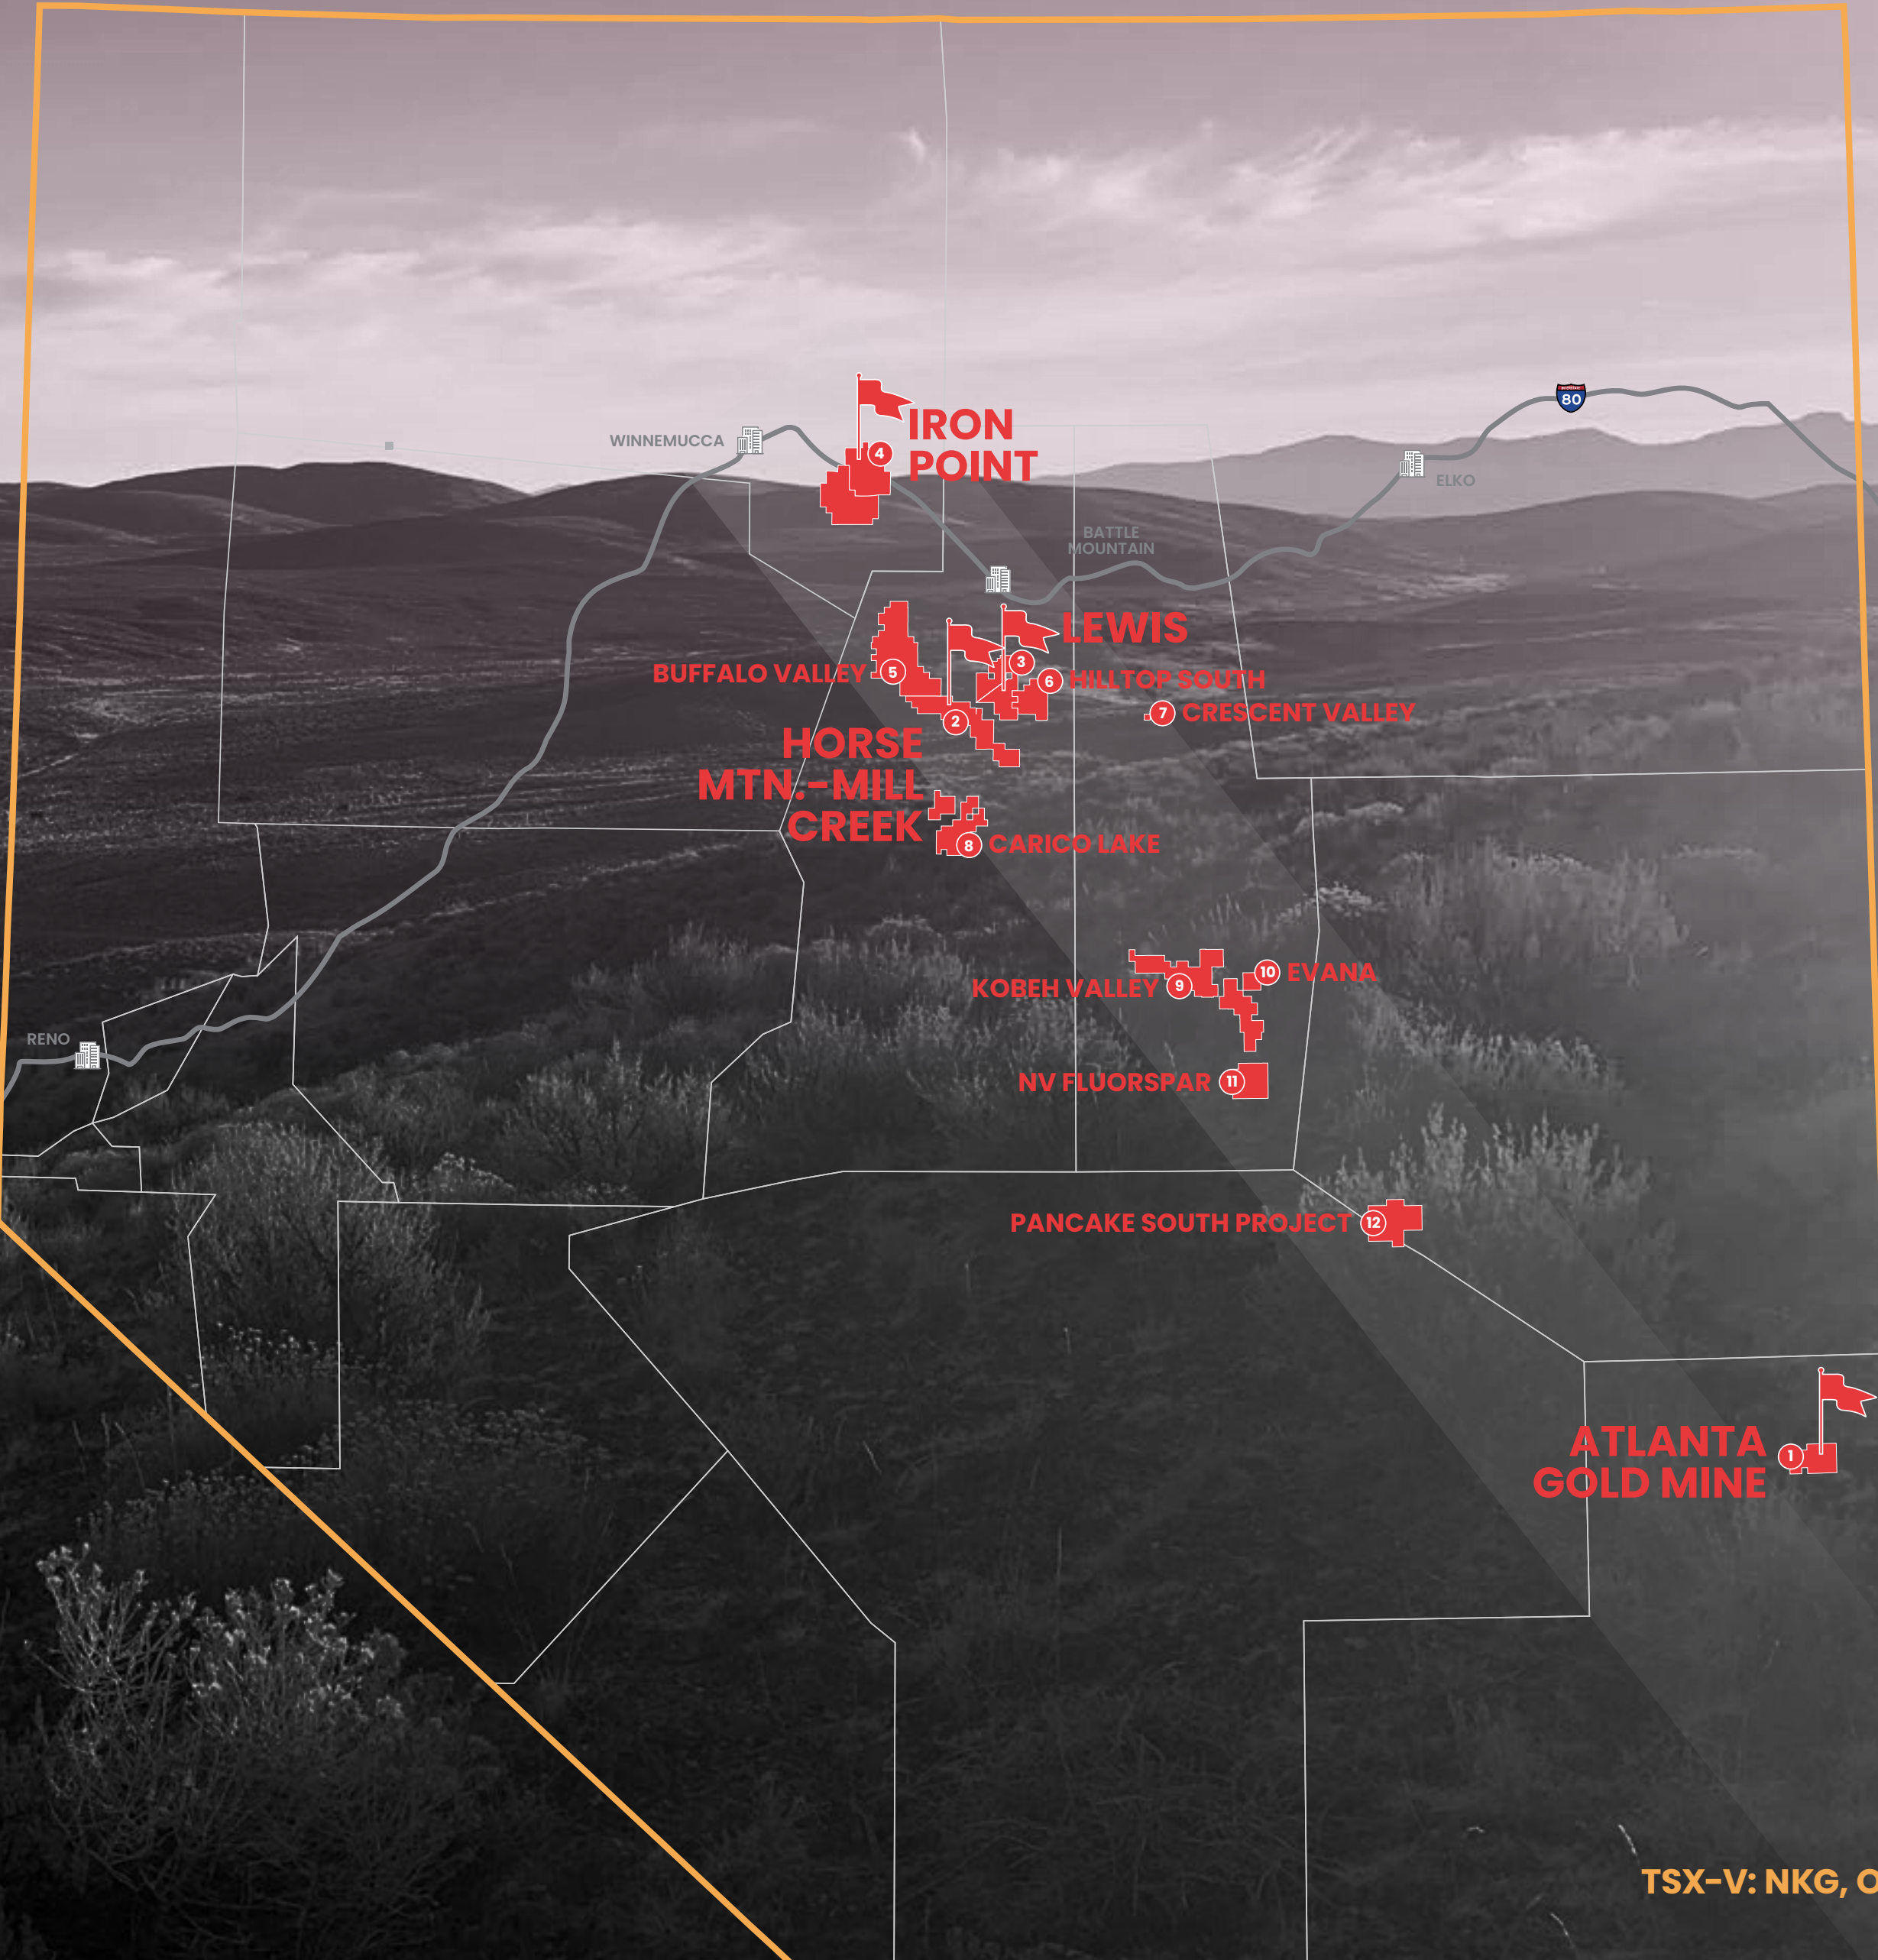 80
WINNEMUCCA
4
IRON
POINT
ELKO
BATTLE
MOUNTAIN
LEWIS
3
BUFFALO VALLEY
5
6
HILLTOP SOUTH
7
CRESCENT VALLEY
2
HORSE
MTN.-MILL
CREEK
8
CARICO LAKE
10
EVANA
KOBEH VALLEY
9
RENO
NV FLUORSPAR
11
PANCAKE SOUTH PROJECT
12
ATLANTA
GOLD MINE
1
TSX-V: NKG, O